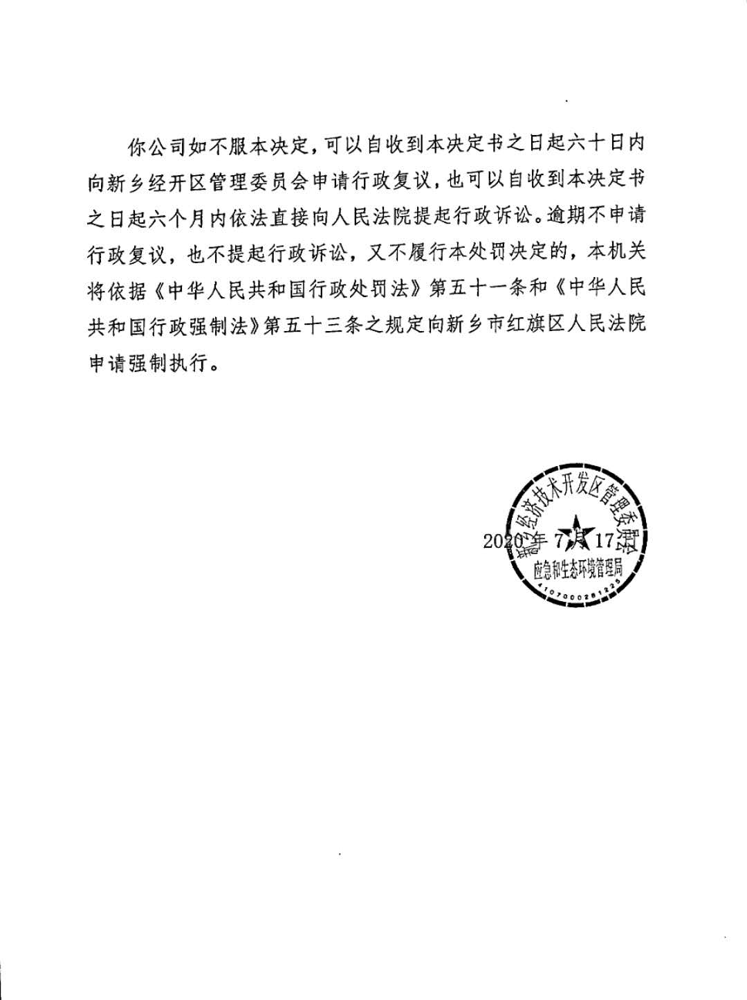 你公司如不服本决定，可以自收到本决定书之日起六十日内
向新乡经开区管理委员会申请行政复议，也可以自收到本决定书
之日起六个月内依法直接向人民法院提起行政诉讼。逾期不申请
行政复议，也不提起行政诉讼，又不履行本处罚决定的，本机关
将依据《中华人民共和国行政处罚法》第五十一条和《中华人民
共和国行政强制法》第五十三条之规定向新乡市红旗区人民法院
申请强制执行。
新乡经济技术开发区管理委员会
2020年7月17日
应急和生态环境管理局
4107000281225